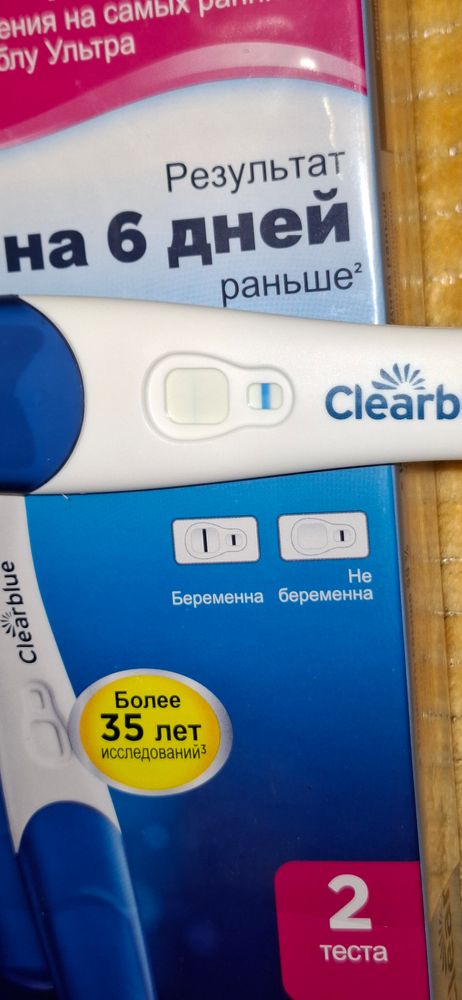 ения на самых ранн
блу Ультра
Результат
на 6 дней
раньше²
Clearb
Беременна
Не
беременна
Clearblue
Более
35 лет
исследований³
2
теста